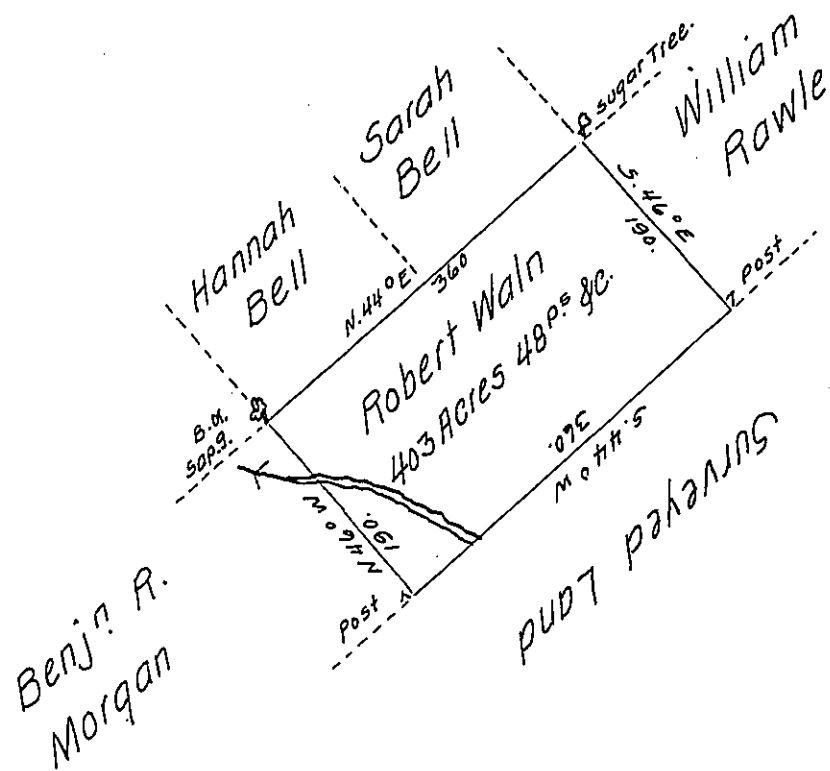 Sugar Tree.
William
Rawle
Sarah
Bell
Hannah
Bell
S. 46° E
190.
Post
N. 44° E
360
Robert Waln
403 Acres 48 Ps. &c.
B.O.
Sap.g.
S. 44° W
360.
Surveyed Land
N 46° W
190.
Post
Benjn. R.
Morgan